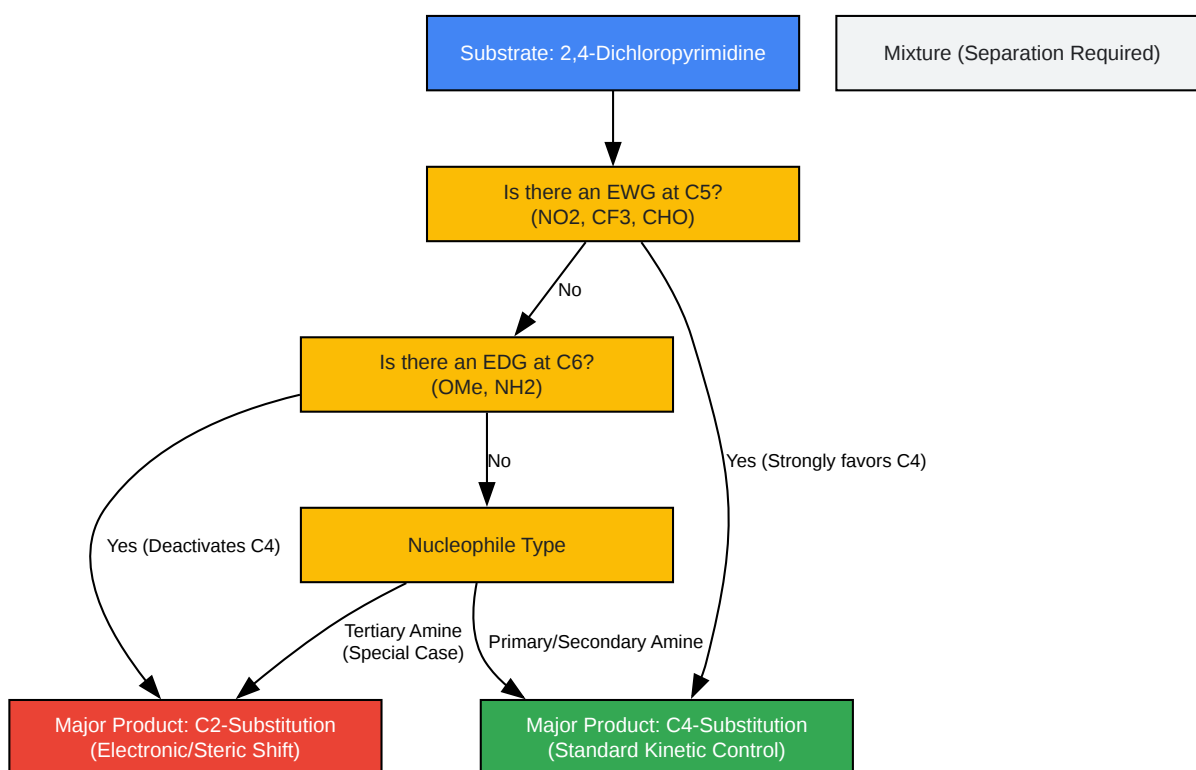 Substrate: 2,4-Dichloropyrimidine
Mixture (Separation Required)
Is there an EWG at C5?
(NO2, CF3, CHO)
No
Is there an EDG at C6?
(OMe, NH2)
No
Yes (Strongly favors C4)
Yes (Deactivates C4)
Nucleophile Type
Tertiary Amine
(Special Case)
Primary/Secondary Amine
Major Product: C2-Substitution
(Electronic/Steric Shift)
Major Product: C4-Substitution
(Standard Kinetic Control)